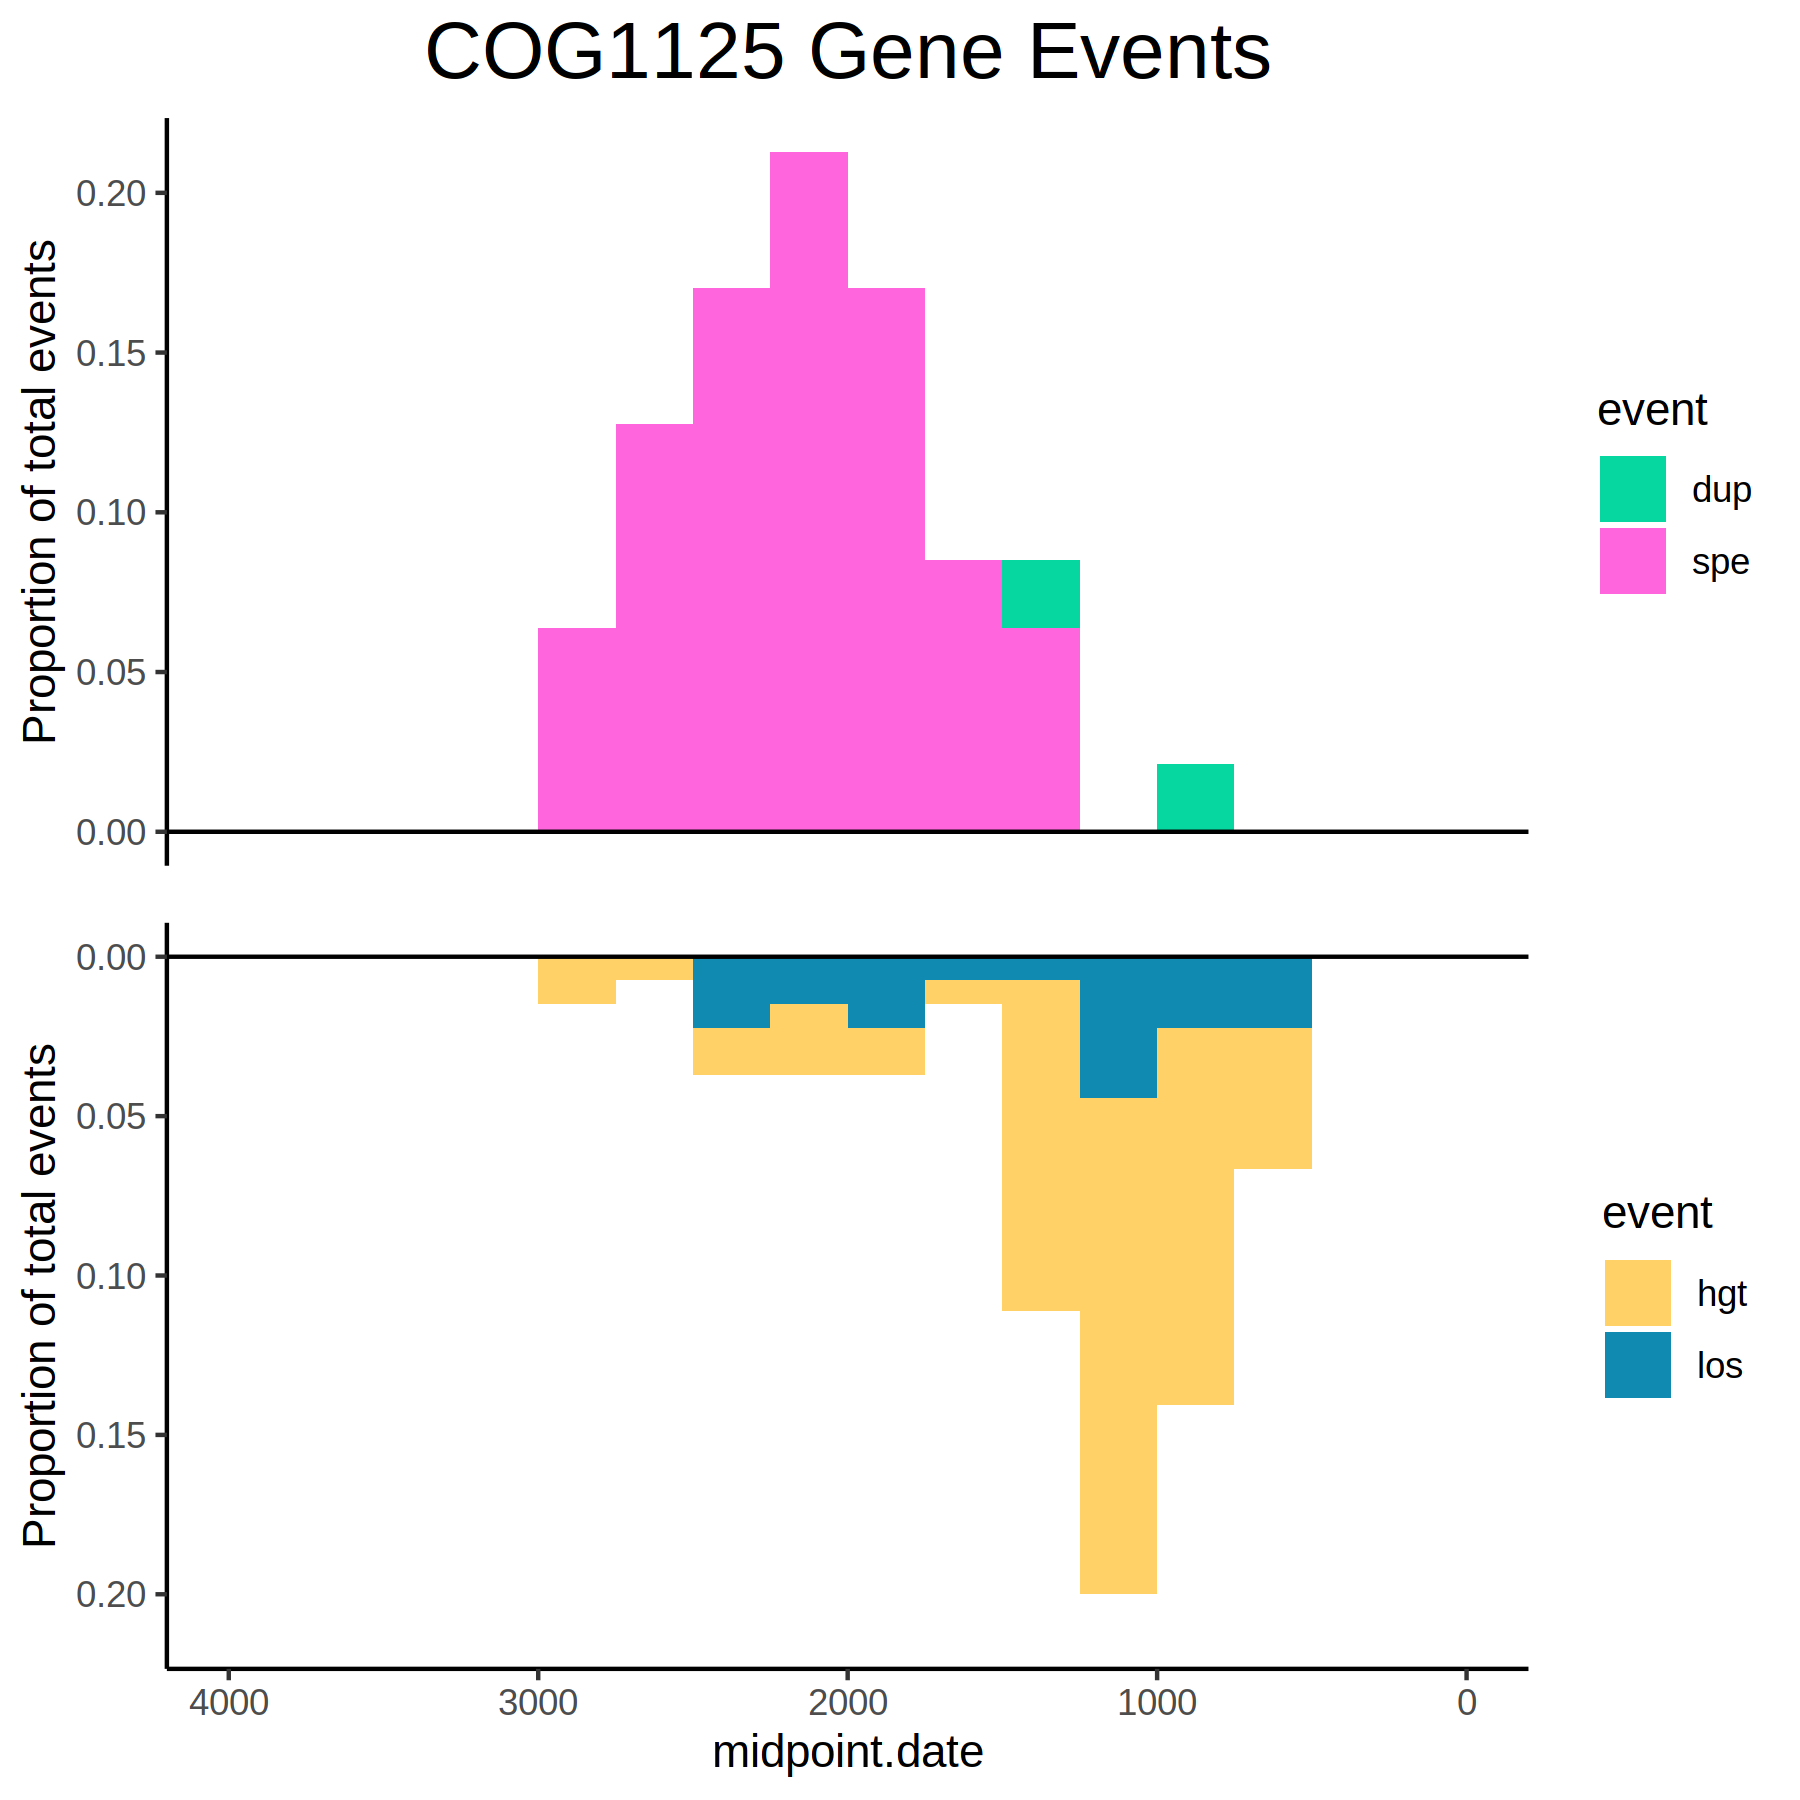 COG1125 Gene Events
Proportion of total events
0.20
0.15
0.10
0.05
0.00
event
dup
spe
Proportion of total events
0.00
0.05
0.10
0.15
0.20
event
hgt
los
4000 3000 2000 1000 0
midpoint.date